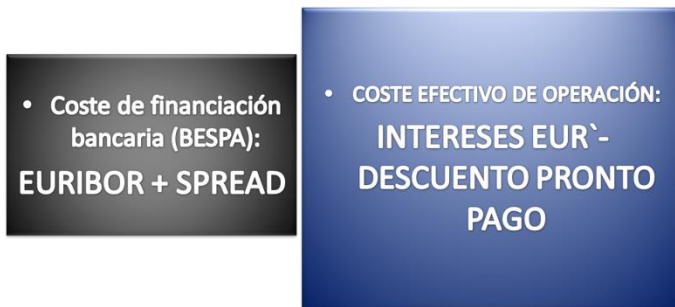 • Coste de financiación
bancaria (BESPA):
EURIBOR + SPREAD
• COSTE EFECTIVO DE OPERACIÓN:
INTERESES EUR`-
DESCUENTO PRONTO
PAGO